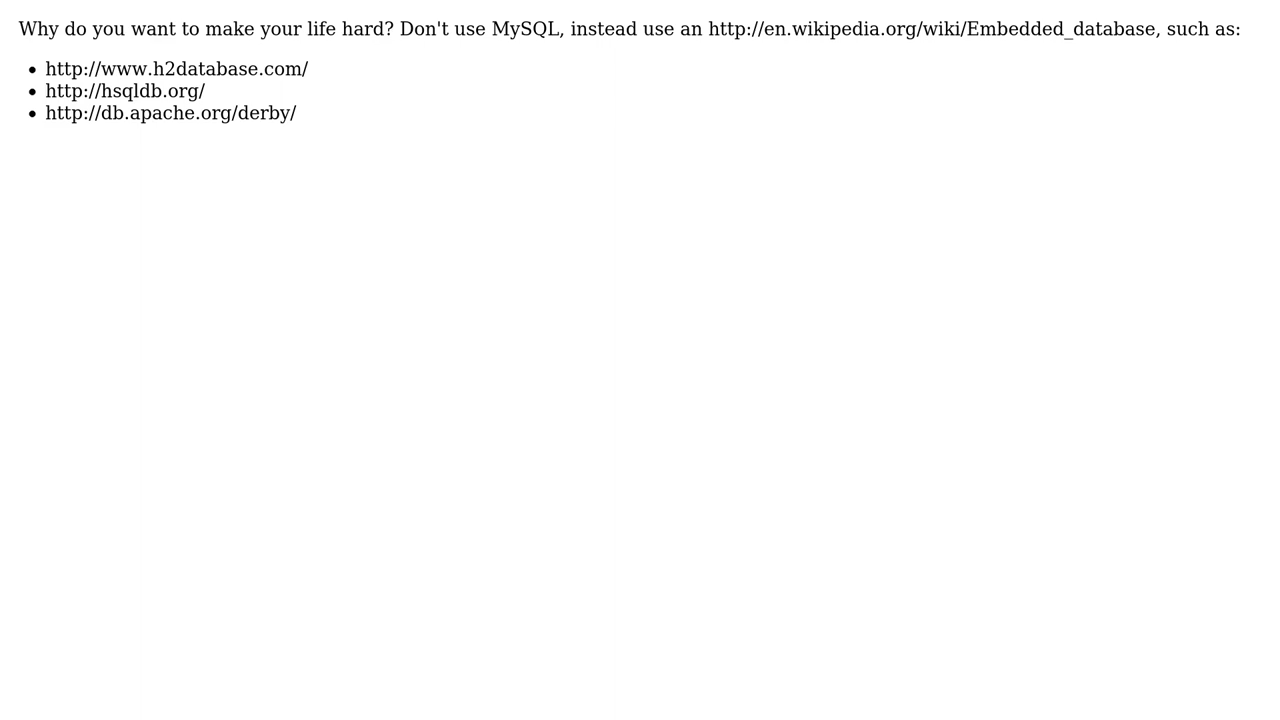 Why do you want to make your life hard? Don't use MySQL, instead use an http://en.wikipedia.org/wiki/Embedded_database, such as:
• http://www.h2database.com/
• http://hsqldb.org/
• http://db.apache.org/derby/